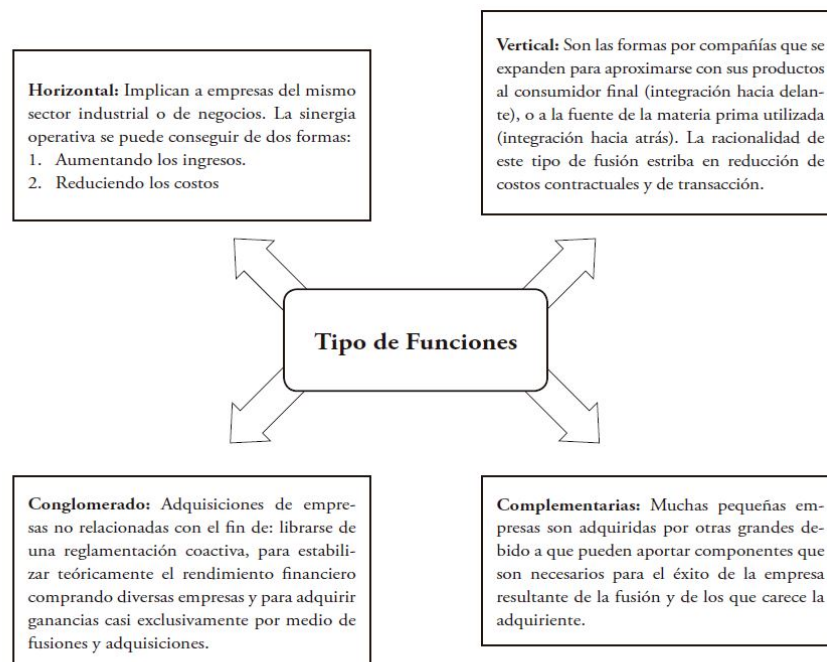 Horizontal: Implican a empresas del mismo
sector industrial o de negocios. La sinergia
operativa se puede conseguir de dos formas:
1. Aumentando los ingresos.
2. Reduciendo los costos
Vertical: Son las formas por compañías que se
expanden para aproximarse con sus productos
al consumidor final (integración hacia delan-
te), o a la fuente de la materia prima utilizada
(integración hacia atrás). La racionalidad de
este tipo de fusión estriba en reducción de
costos contractuales y de transacción.
Tipo de Funciones
Conglomerado: Adquisiciones de empre-
sas no relacionadas con el fin de: librarse de
una reglamentación coactiva, para estabili-
zar teóricamente el rendimiento financiero
comprando diversas empresas y para adquirir
ganancias casi exclusivamente por medio de
fusiones y adquisiciones.
Complementarias: Muchas pequeñas em-
presas son adquiridas por otras grandes de-
bido a que pueden aportar componentes que
son necesarios para el éxito de la empresa
resultante de la fusión y de los que carece la
adquiriente.